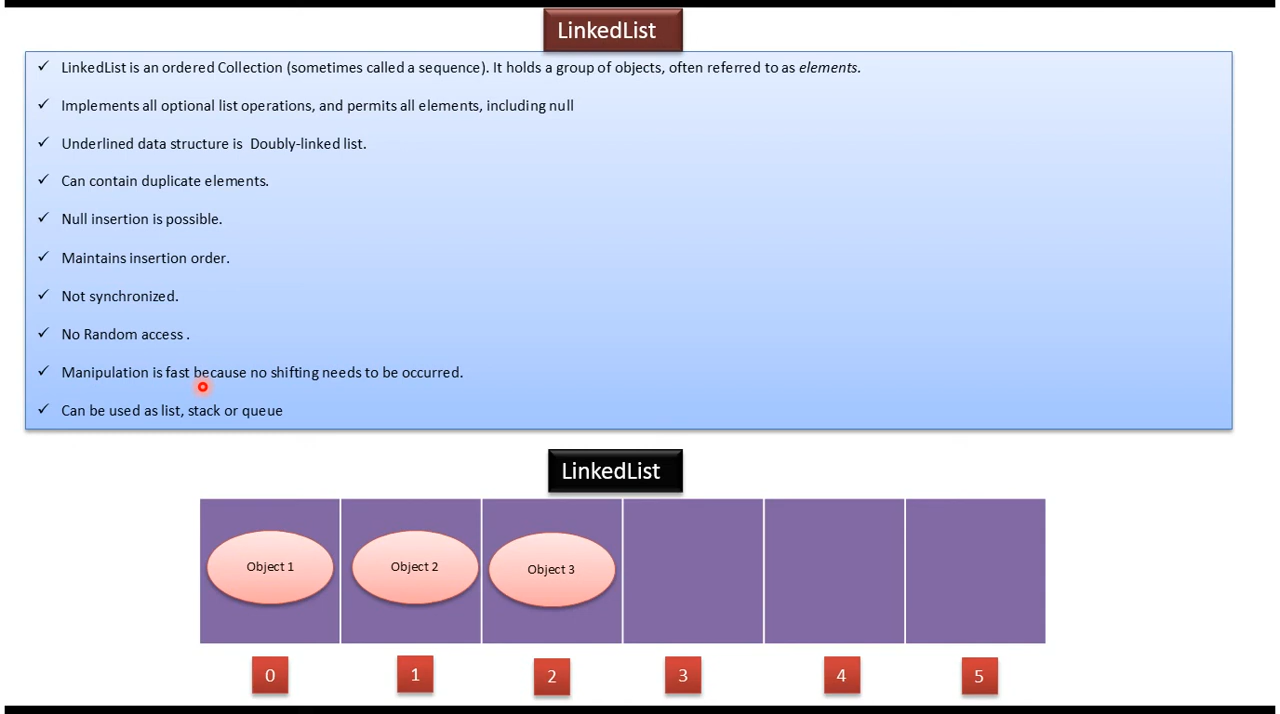 LinkedList
✓ LinkedList is an ordered Collection (sometimes called a sequence). It holds a group of objects, often referred to as elements.
✓ Implements all optional list operations, and permits all elements, including null
✓ Underlined data structure is Doubly-linked list.
✓ Can contain duplicate elements.
✓ Null insertion is possible.
✓ Maintains insertion order.
✓ Not synchronized.
✓ No Random access .
✓ Manipulation is fast because no shifting needs to be occurred.
✓ Can be used as list, stack or queue
LinkedList
Object 1 Object 2 Object 3
0 1 2 3 4 5